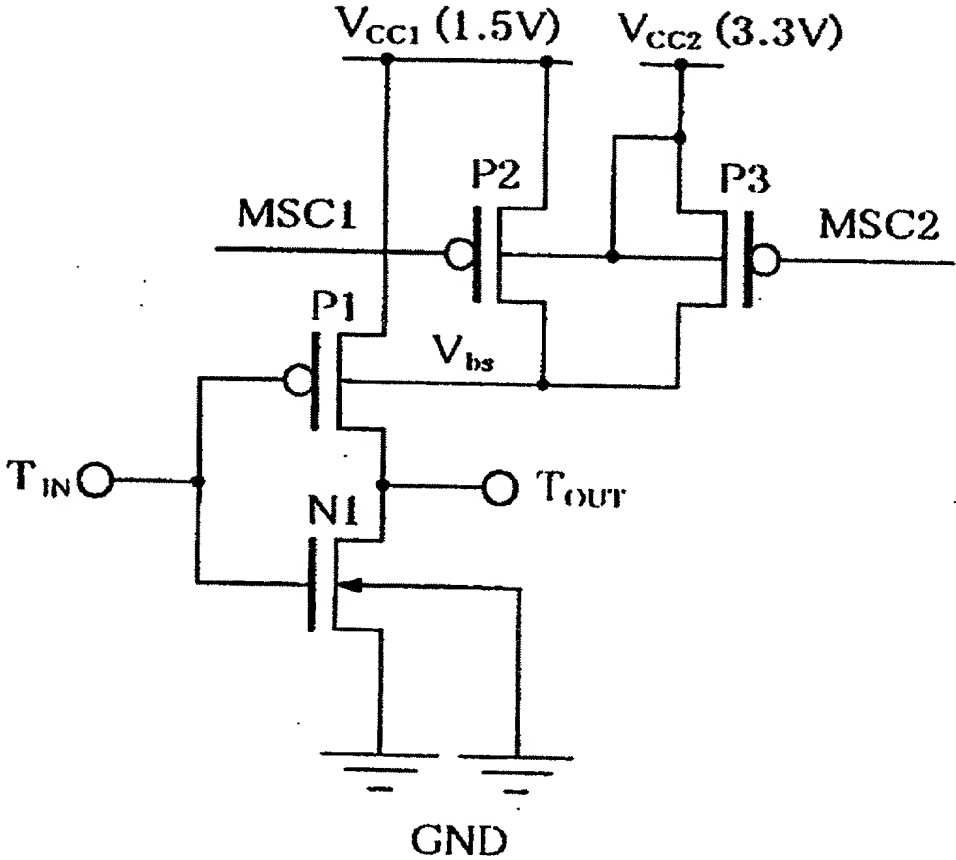 VCC1 (1.5V)
VCC2 (3.3V)
P2
P3
MSC1
MSC2
P1
Vbs
TIN
TOUT
N1
GND